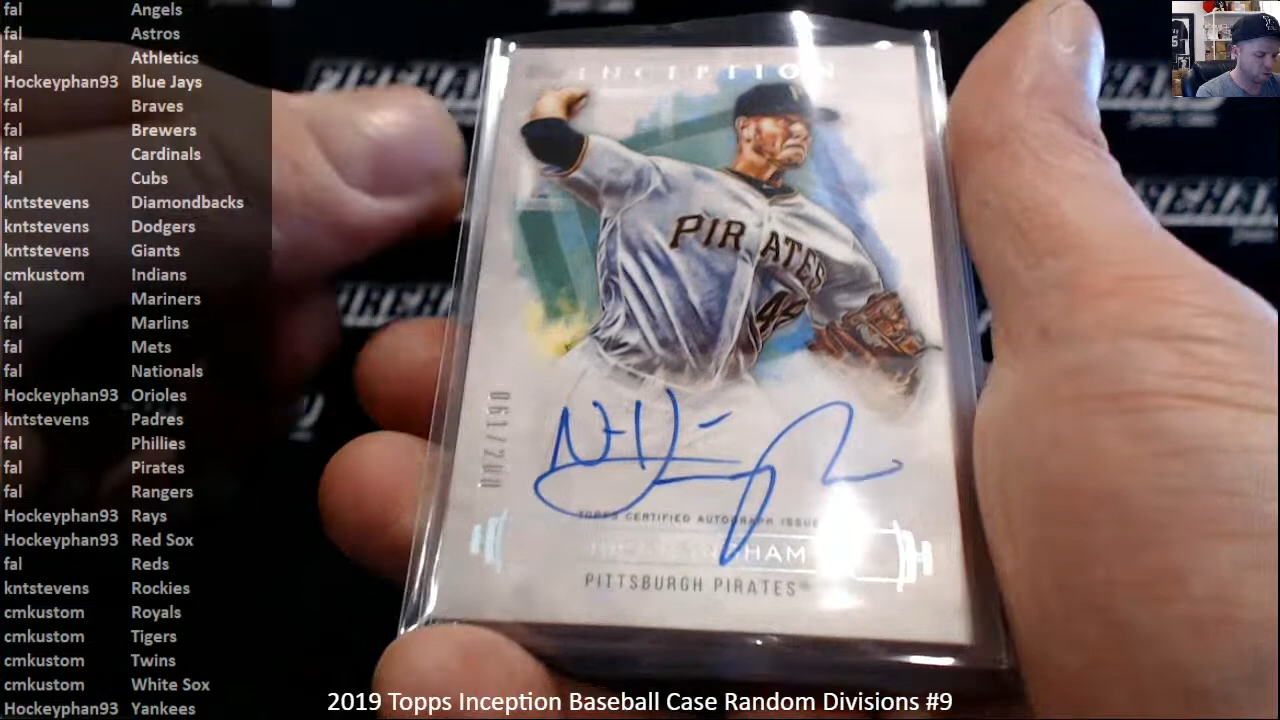 fal Angels
fal Astros
fal Athletics
Hockeyphan93 Blue Jays
fal Braves
fal Brewers
fal Cardinals
fal Cubs
kntstevens Diamondbacks
kntstevens Dodgers
kntstevens Giants
cmkustom Indians
fal Mariners
fal Marlins
fal Mets
fal Nationals
Hockeyphan93 Orioles
kntstevens Padres
fal Phillies
fal Pirates
fal Rangers
Hockeyphan93 Rays
Hockeyphan93 Red Sox
fal Reds
kntstevens Rockies
cmkustom Royals
cmkustom Tigers
cmkustom Twins
cmkustom White Sox
Hockeyphan93 Yankees
INCEPTION
PIRATES
061/200
TOPPS CERTIFIED AUTOGRAPH ISSUE
PITTSBURGH PIRATES
2019 Topps Inception Baseball Case Random Divisions #9